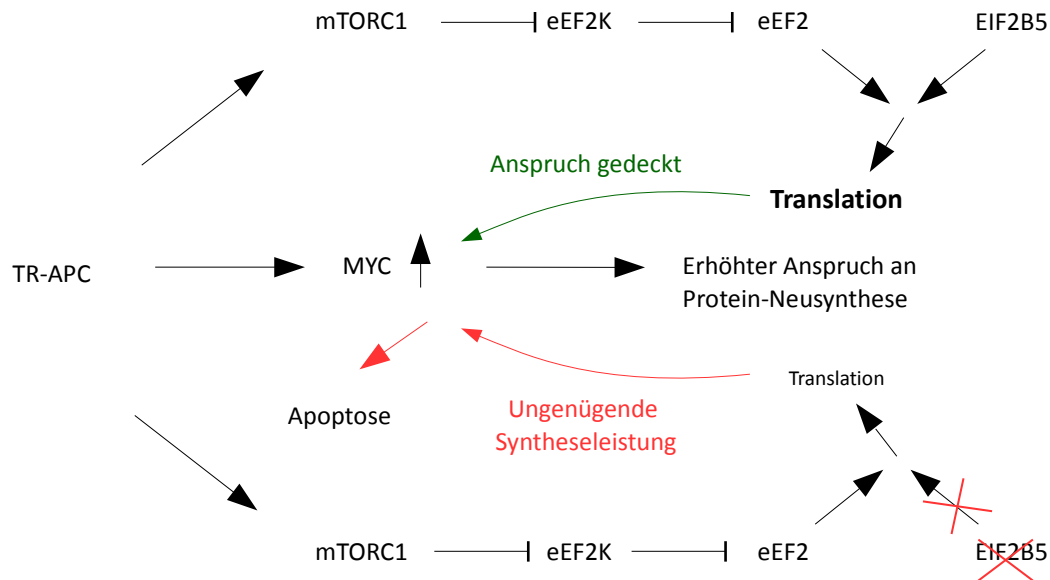 mTORC1 eEF2K eEF2 EIF2B5
Anspruch gedeckt
Translation
TR-APC MYC Erhöhter Anspruch an
Protein-Neusynthese
Translation
Apoptose Ungenügende
Syntheseleistung
mTORC1 eEF2K eEF2 EIF2B5